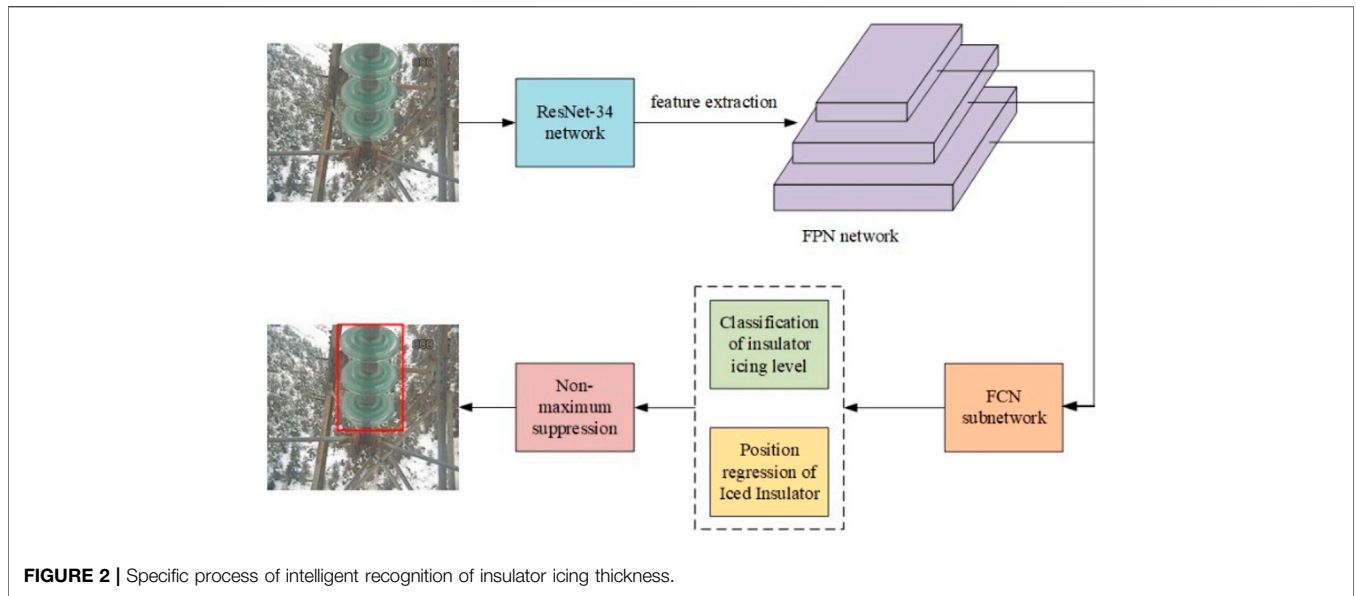 ResNet-34
network
feature extraction
FPN network
Classification
of insulator
icing level
Position
regression of
Iced Insulator
FCN
subnetwork
Non-
maximum
suppression
FIGURE 2 | Specific process of intelligent recognition of insulator icing thickness.